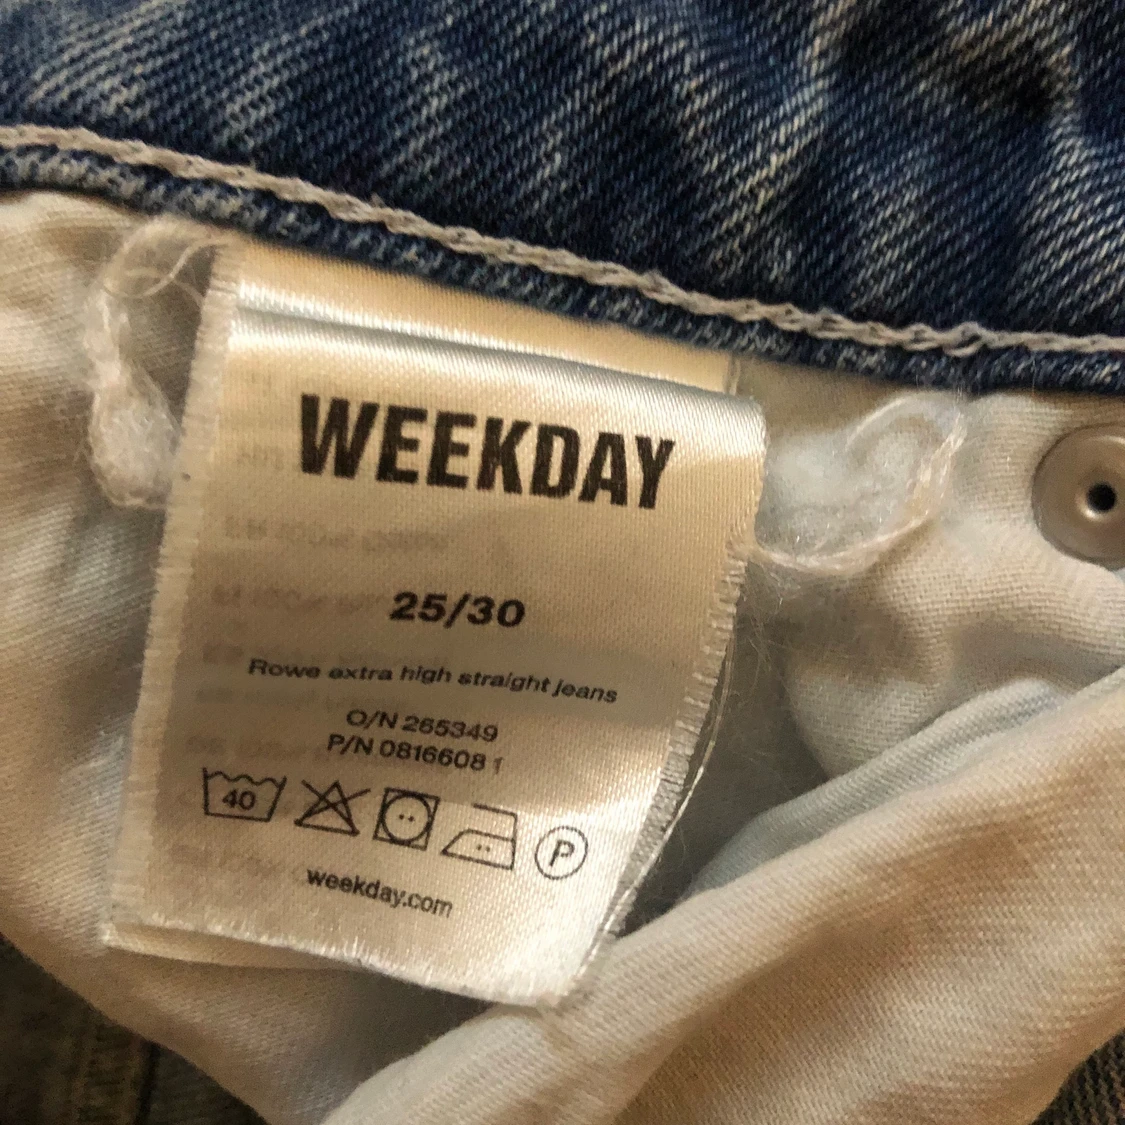 WEEKDAY
25/30
Rowe extra high straight jeans
O/N 265349
P/N 0816608 1
40
P
weekday.com